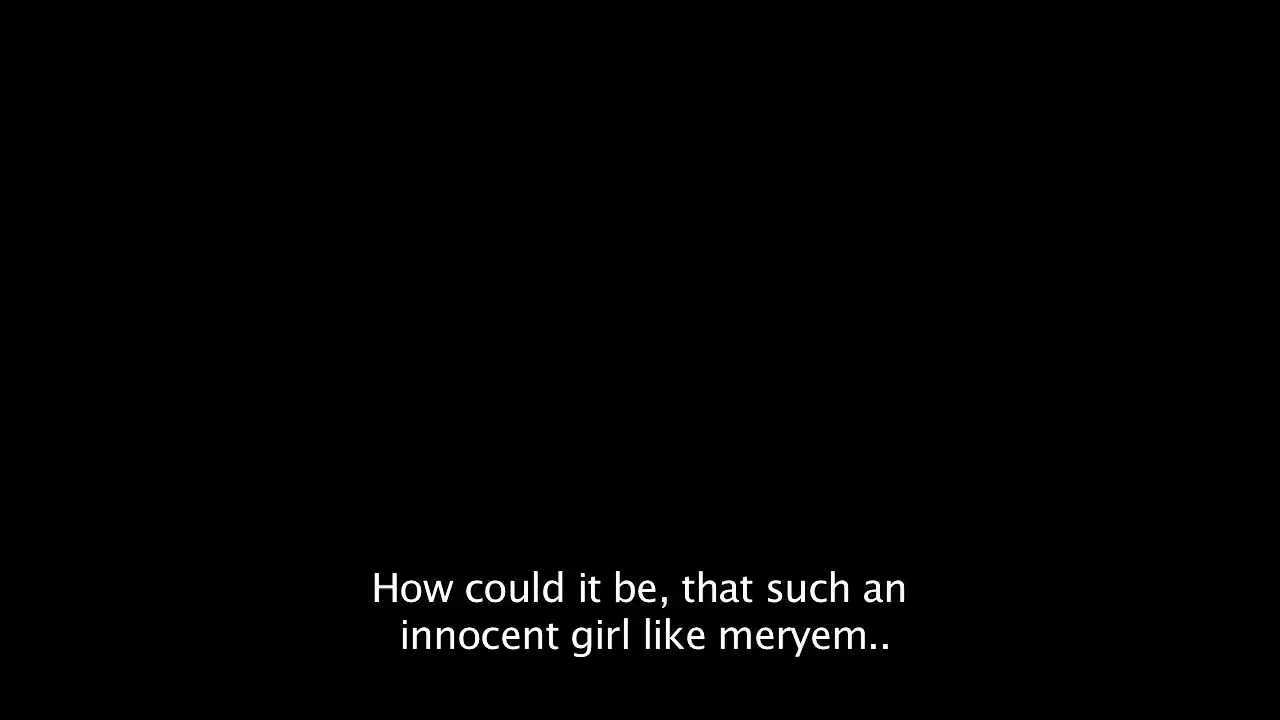 How could it be, that such an
innocent girl like meryem..